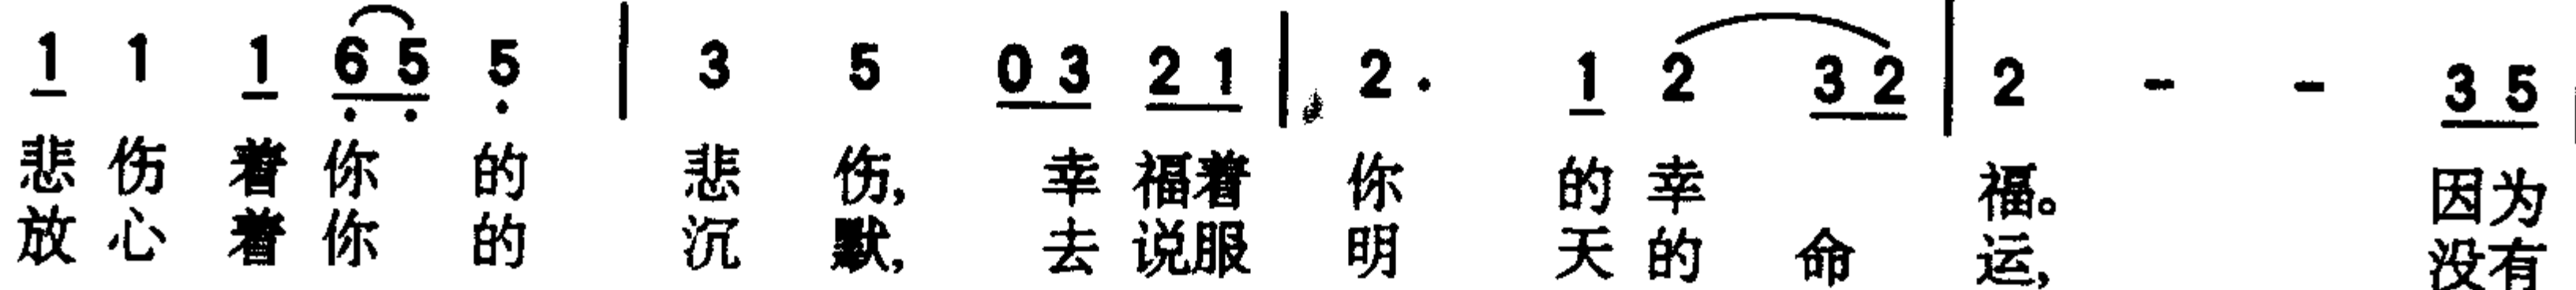 1 1 1 6 5 5 | 3 5 0 3 2 1 | 2 · 1 2 3 2 | 2 - - 3 5
悲伤着你的悲伤, 幸福着你的幸福。 因为
放心着你的沉默, 去说服明天的命运, 没有